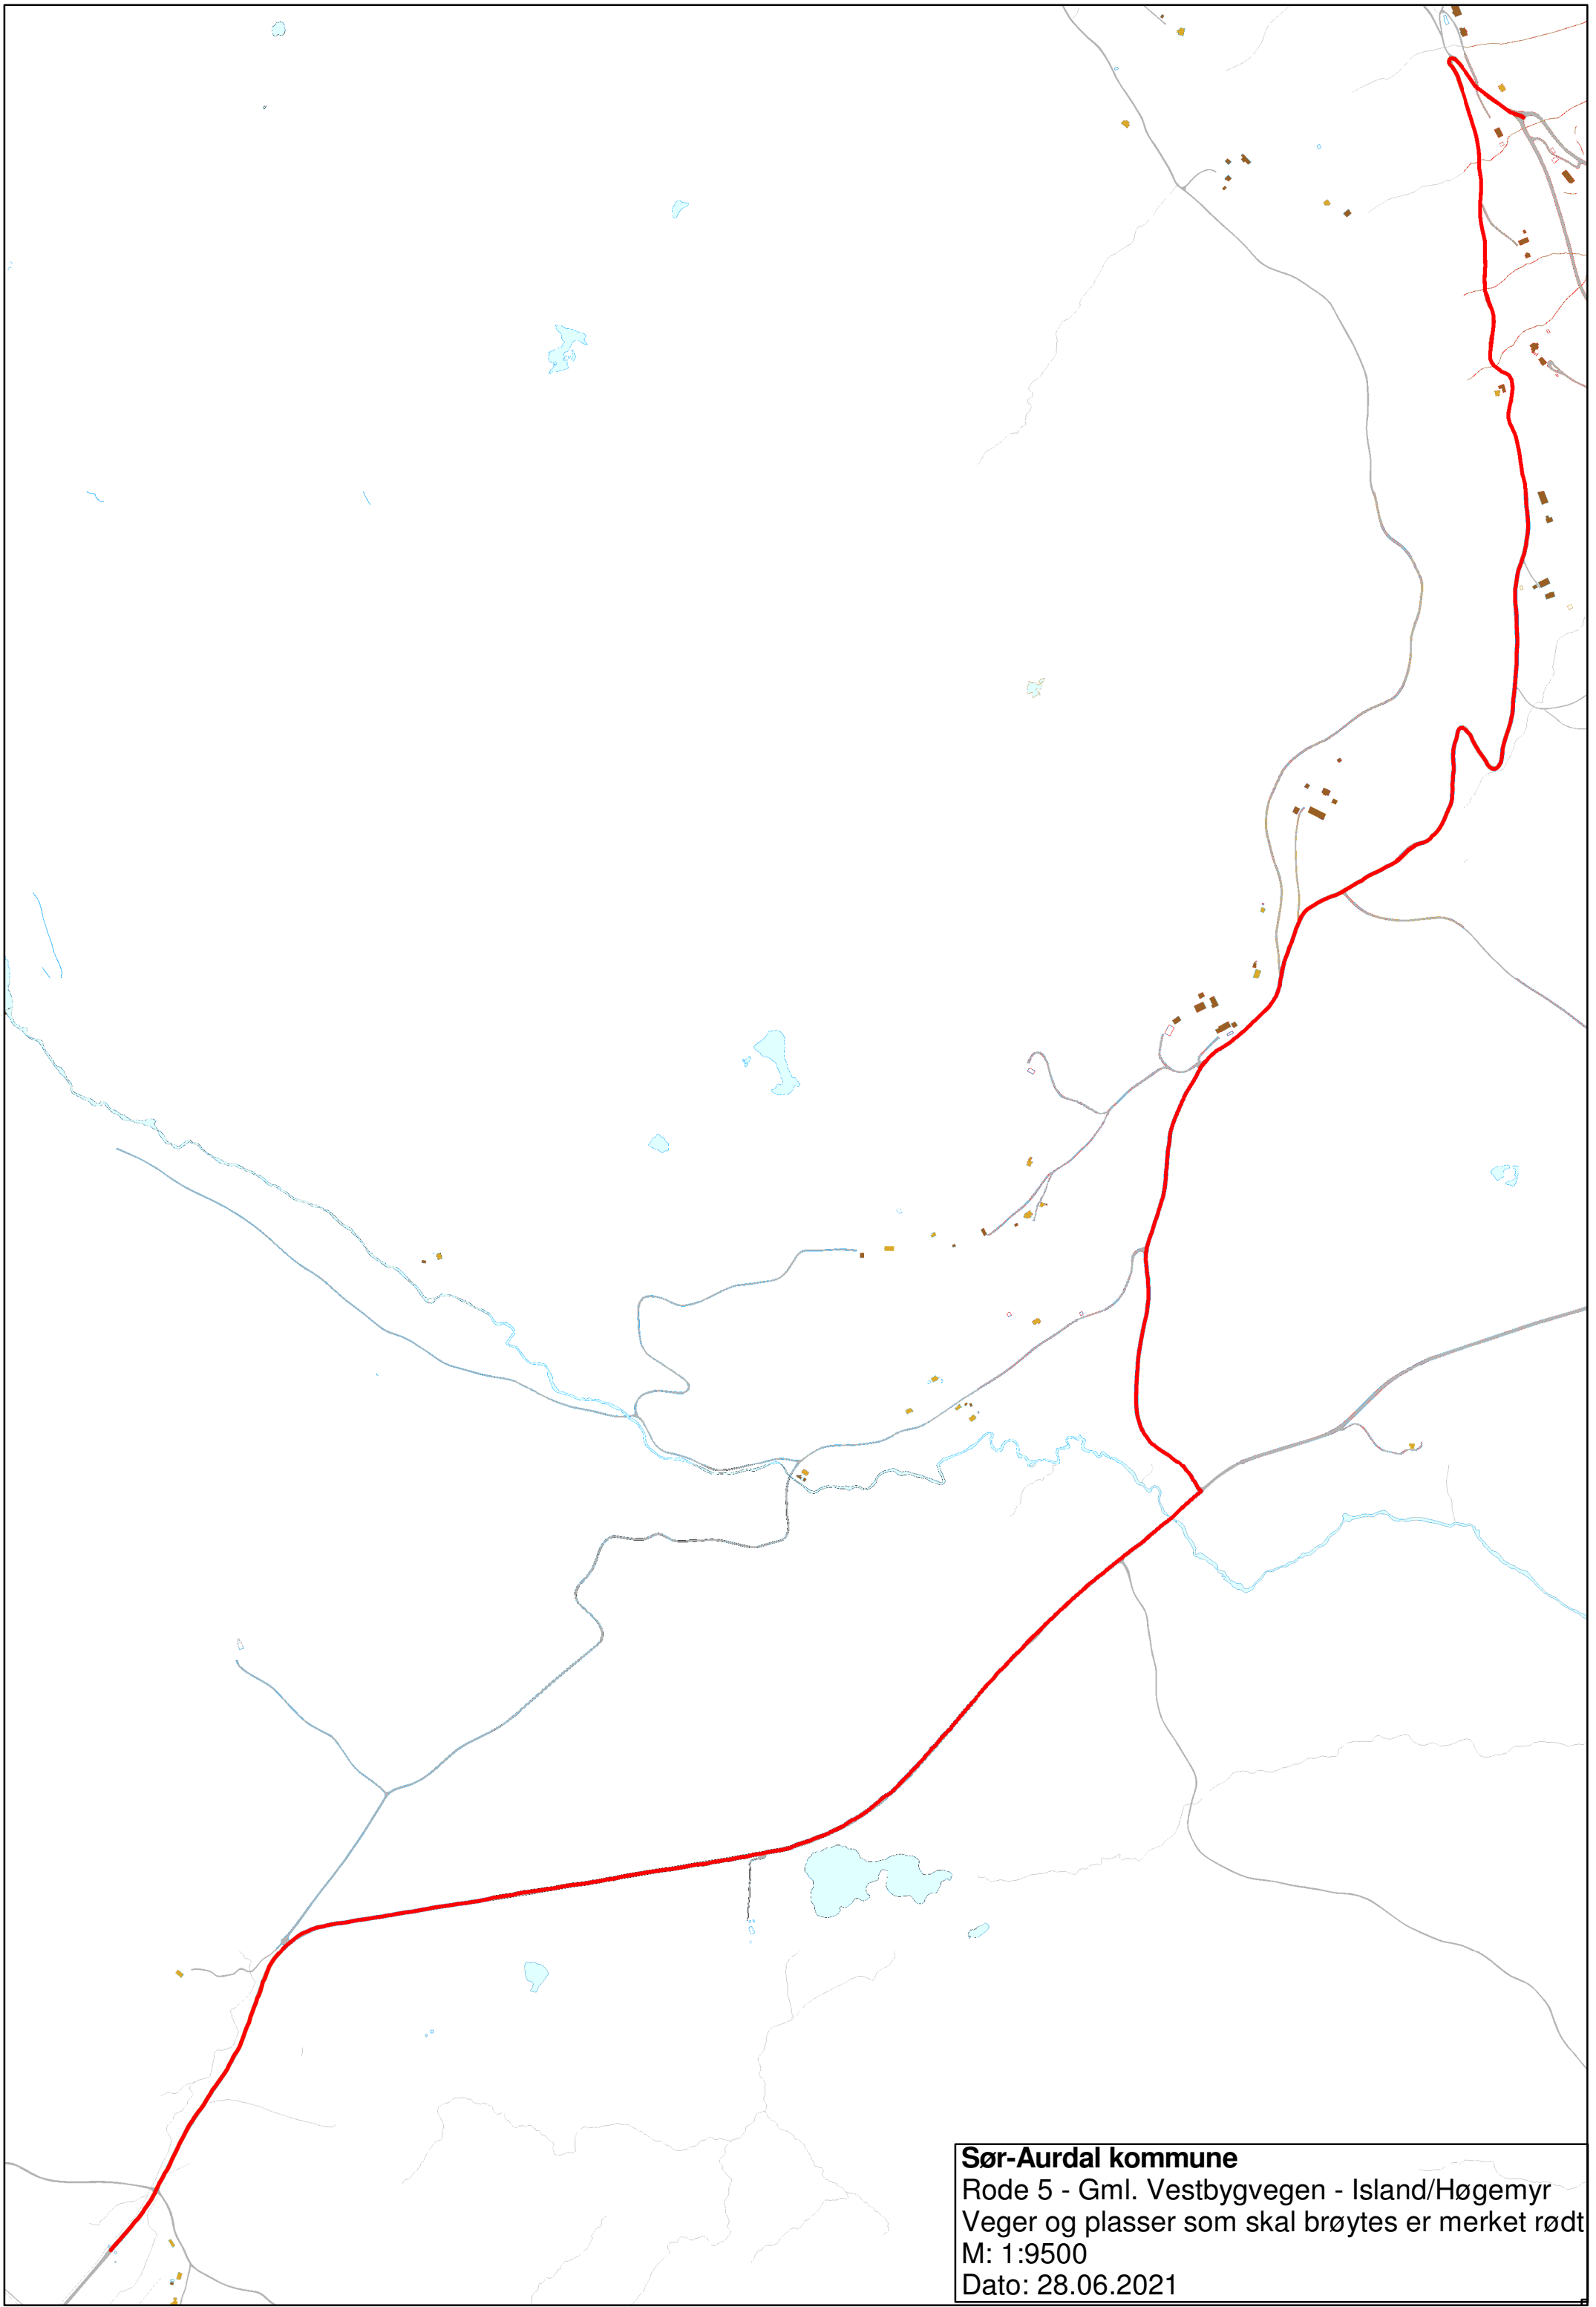 Sør-Aurdal kommune
Rode 5 - Gml. Vestbygvegen - Island/Høgemyr
Veger og plasser som skal brøytes er merket rødt
M: 1:9500
Dato: 28.06.2021